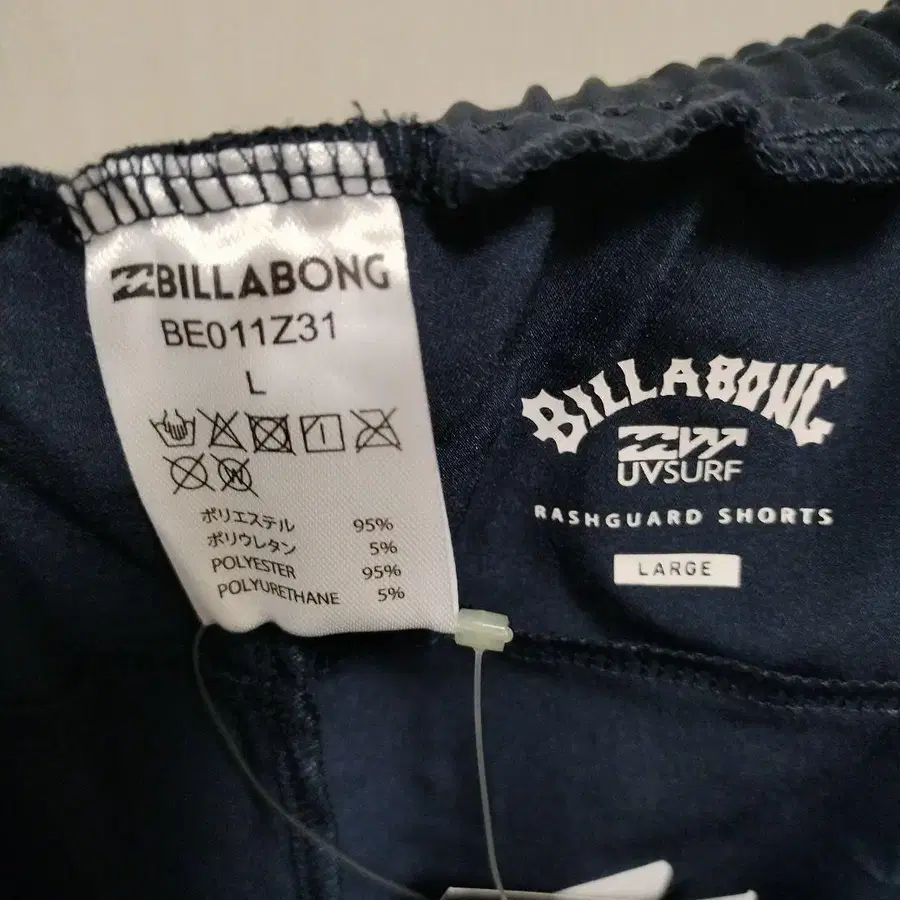 BILLABONG
BE011Z31
L
W
ポリエステル 95%
ポリウレタン 5%
POLYESTER 95%
POLYURETHANE 5%
BILLABONG
UVSURF
RASHGUARD SHORTS
LARGE